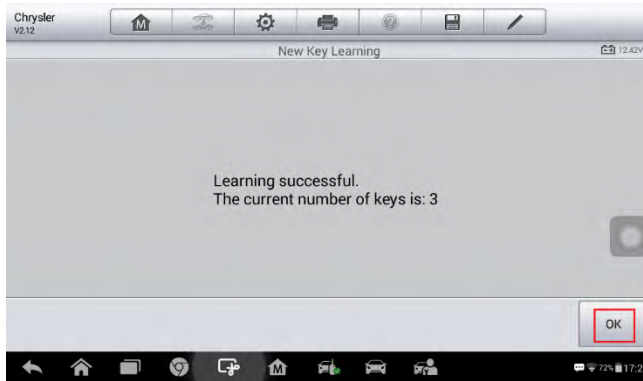 Chrysler
V2.12
M
?
New Key Learning
12.42V
Learning successful.
The current number of keys is: 3
OK
M
72%